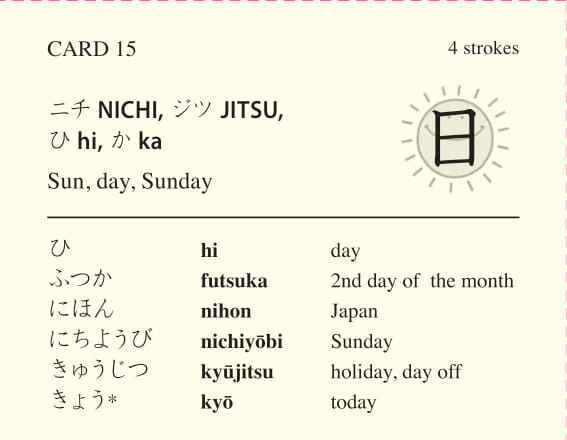 CARD 15 4 strokes
ニチ NICHI, ジツ JITSU,
ひ hi, か ka
日
Sun, day, Sunday
ひ hi day
ふつか futsuka 2nd day of the month
にほん nihon Japan
にちようび nichiyōbi Sunday
きゅうじつ kyūjitsu holiday, day off
きょう* kyō today